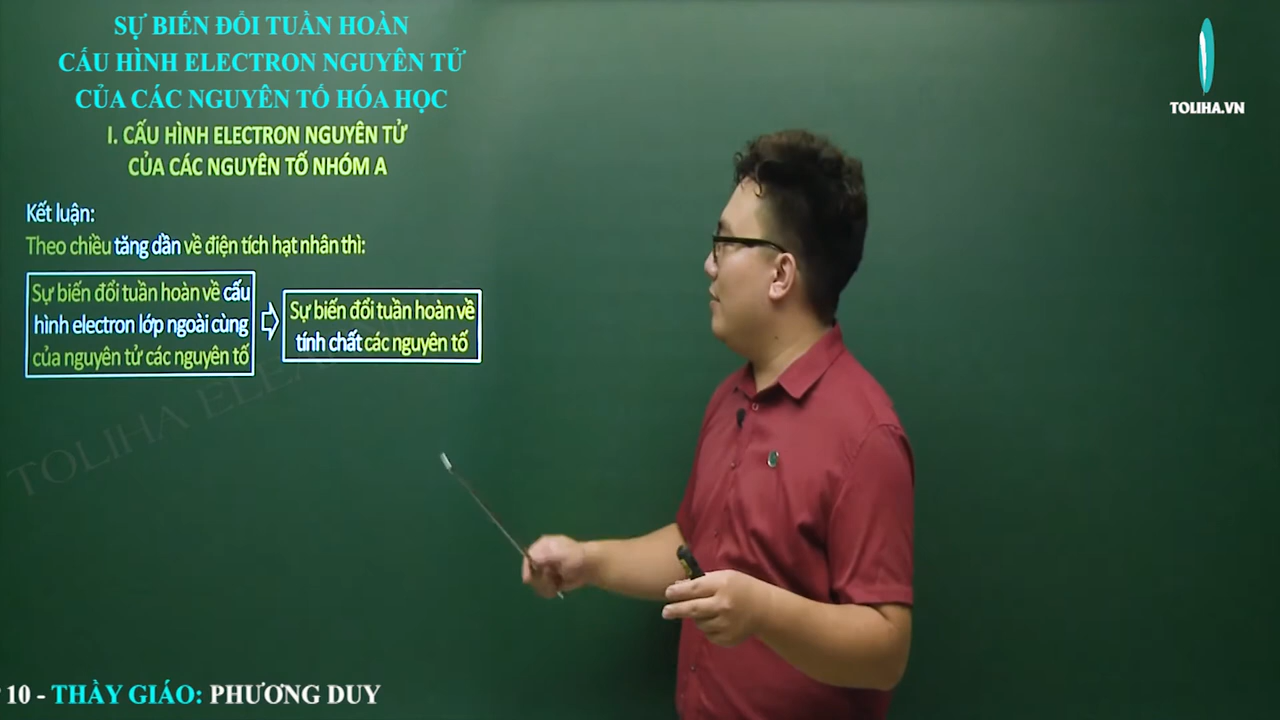 SỰ BIẾN ĐỔI TUẦN HOÀN
CẤU HÌNH ELECTRON NGUYÊN TỬ
CỦA CÁC NGUYÊN TỐ HÓA HỌC
I. CẤU HÌNH ELECTRON NGUYÊN TỬ
CỦA CÁC NGUYÊN TỐ NHÓM A
Kết luận:
Theo chiều tăng dần về điện tích hạt nhân thì:
Sự biến đổi tuần hoàn về cấu
hình electron lớp ngoài cùng
của nguyên tử các nguyên tố
Sự biến đổi tuần hoàn về
tính chất các nguyên tố
TOLIHA.VN
TOLIHA
10 - THẦY GIÁO: PHƯƠNG DUY